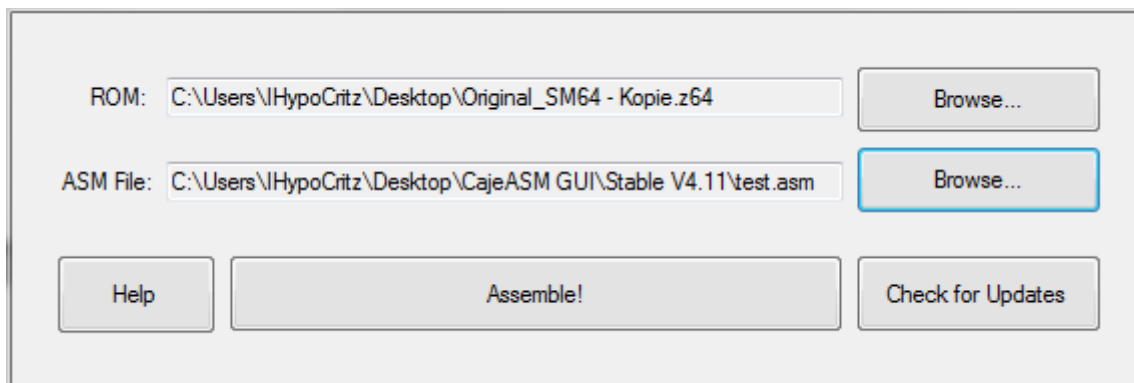 ROM: C:\Users\IHypoCritz\Desktop\Original_SM64 - Kopie.z64 Browse...
ASM File: C:\Users\IHypoCritz\Desktop\CajeASM GUI\Stable V4.11\test.asm Browse...
Help Assemble! Check for Updates